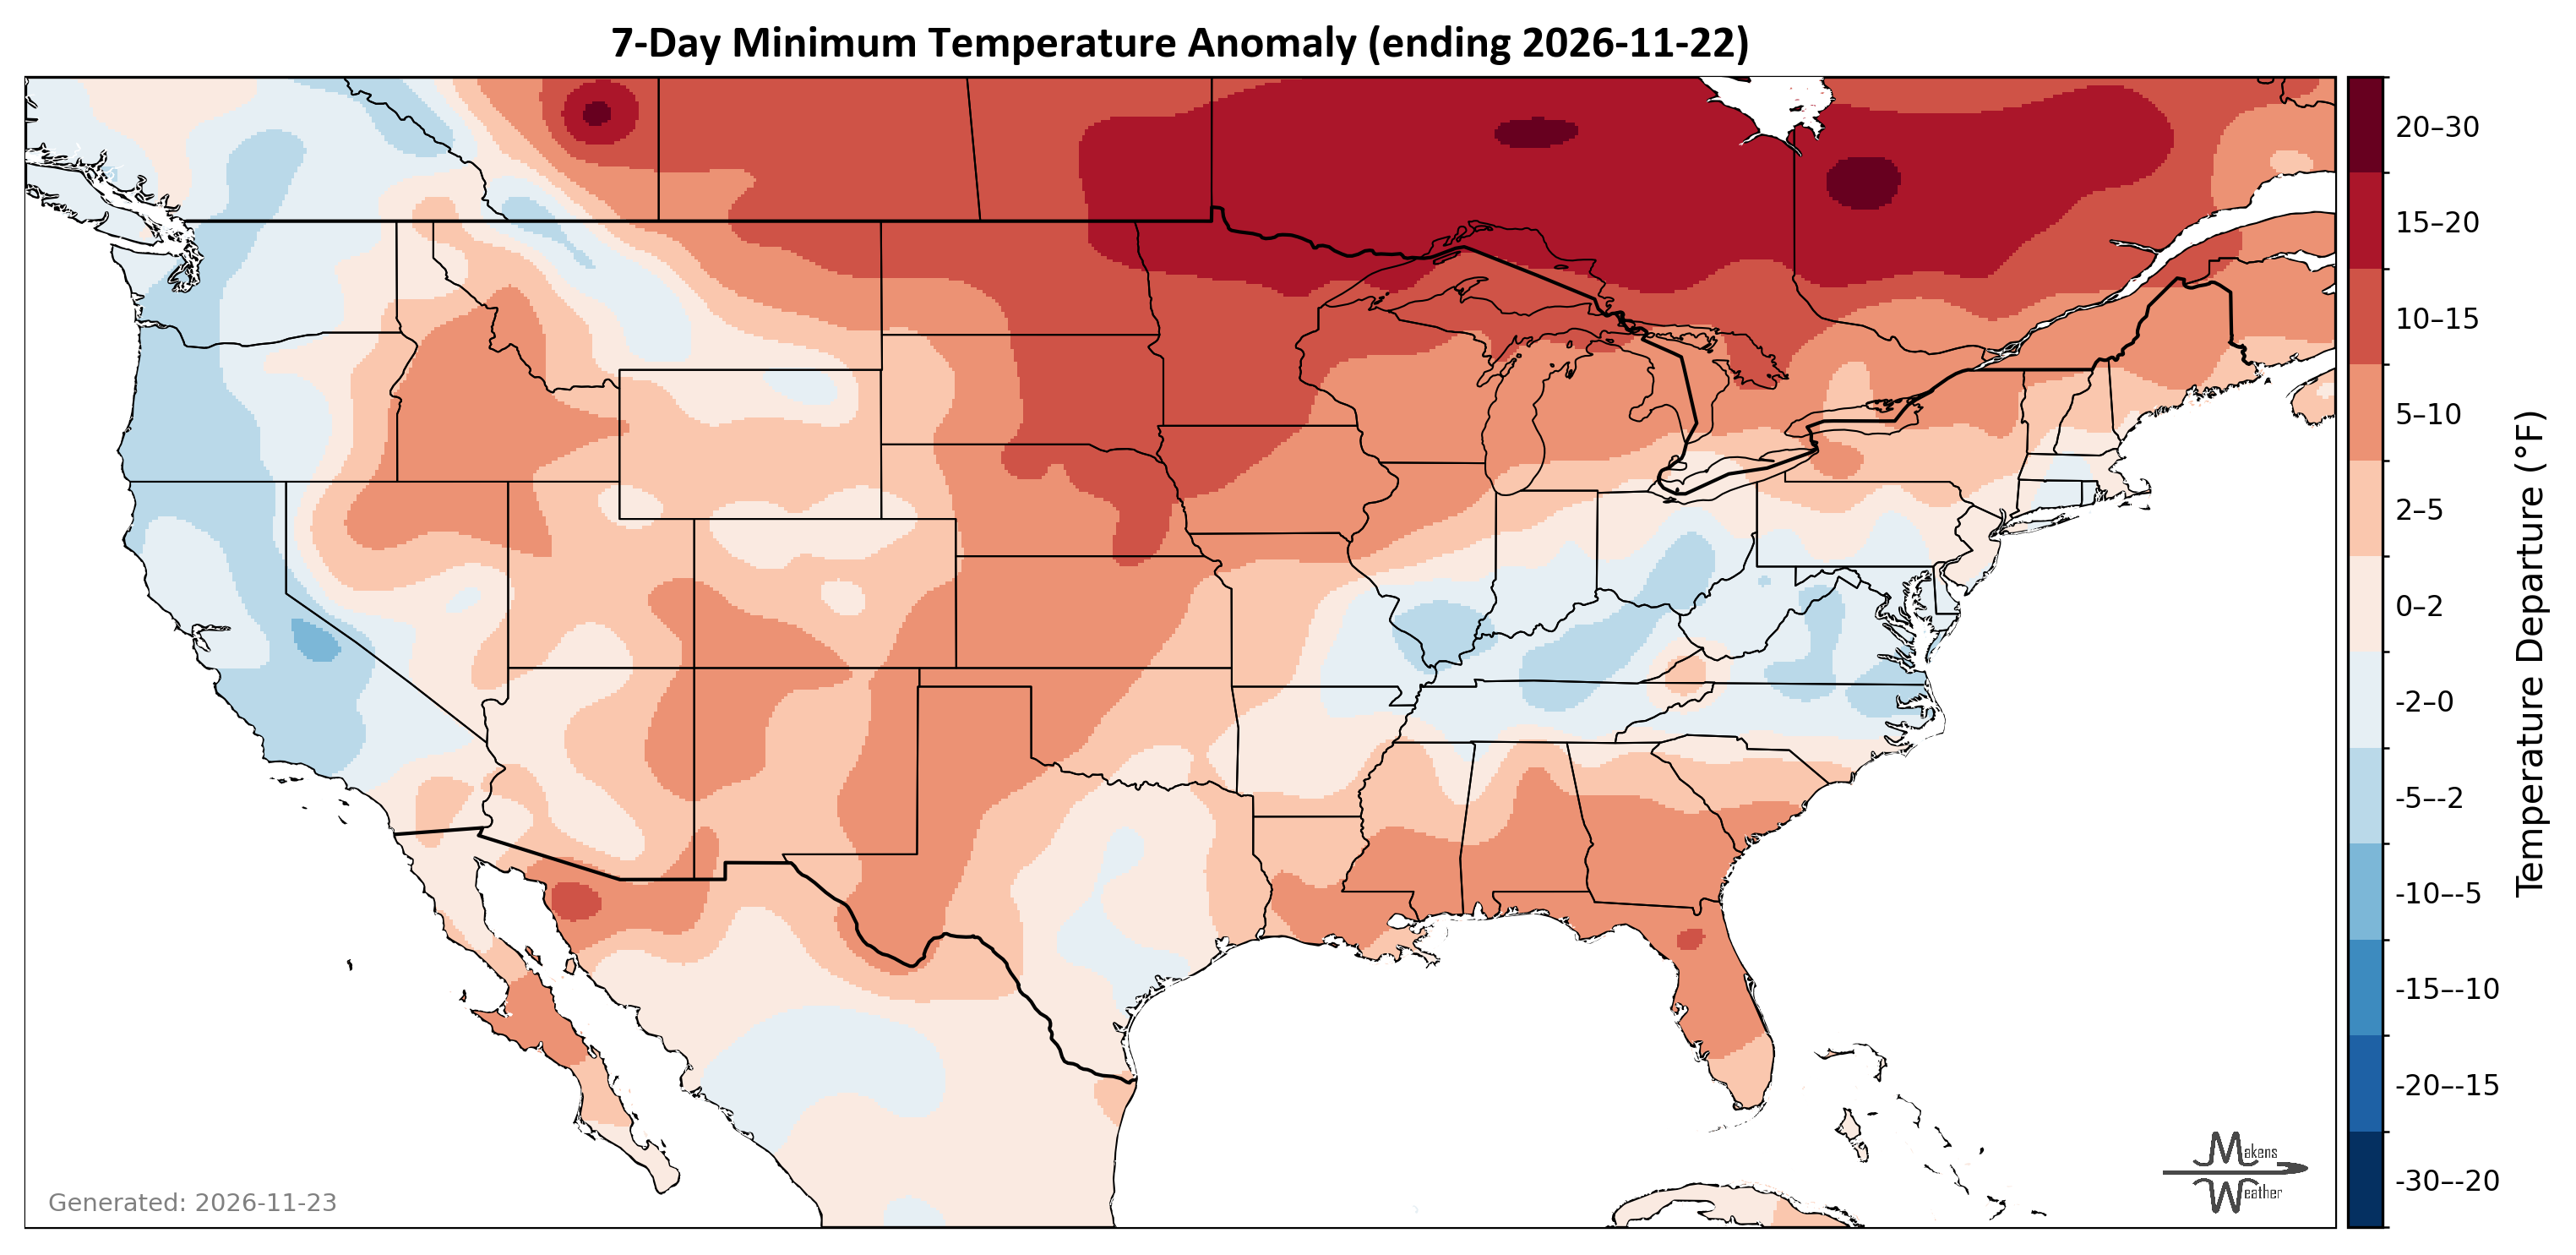 7-Day Minimum Temperature Anomaly (ending 2026-11-22)
20–30
15–20
10–15
5–10
2–5
0–2
-2–0
-5–-2
-10–-5
-15–-10
-20–-15
-30–-20
Temperature Departure (°F)
Generated: 2026-11-23
Makens
Weather